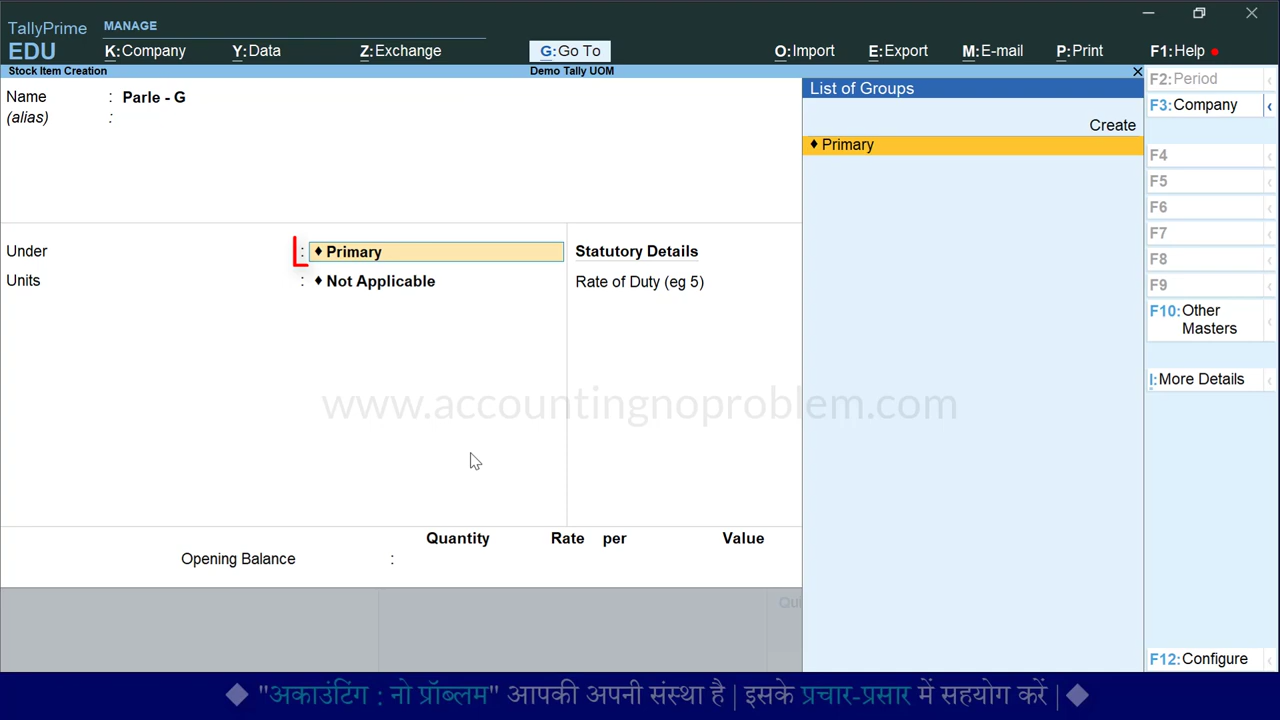 TallyPrime
EDU
MANAGE
K:Company
Y:Data
Z:Exchange
G:Go To
O:Import
E:Export
M:E-mail
P:Print
F1:Help
Stock Item Creation
Demo Tally UOM
Name : Parle - G
(alias) :
Under : ♦ Primary
Units : ♦ Not Applicable
Statutory Details
Rate of Duty (eg 5)
Quantity Rate per Value
Opening Balance :
List of Groups
Create
♦ Primary
F2:Period
F3:Company
F4
F5
F6
F7
F8
F9
F10:Other
Masters
I:More Details
F12:Configure
www.accountingnoproblem.com
Qui
◆ "अकाउंटिंग : नो प्रॉब्लम" आपकी अपनी संस्था है | इसके प्रचार-प्रसार में सहयोग करें | ◆